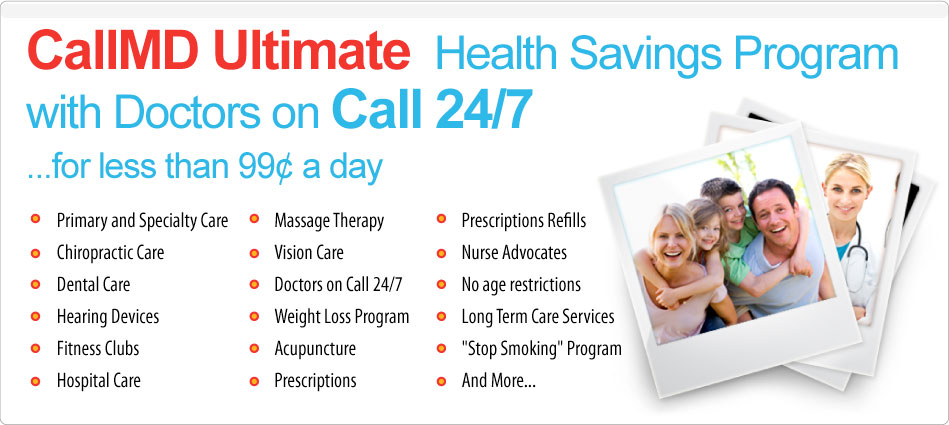 CallMD Ultimate Health Savings Program
with Doctors on Call 24/7
...for less than 99¢ a day
Primary and Specialty Care
Chiropractic Care
Dental Care
Hearing Devices
Fitness Clubs
Hospital Care
Massage Therapy
Vision Care
Doctors on Call 24/7
Weight Loss Program
Acupuncture
Prescriptions
Prescriptions Refills
Nurse Advocates
No age restrictions
Long Term Care Services
"Stop Smoking" Program
And More...